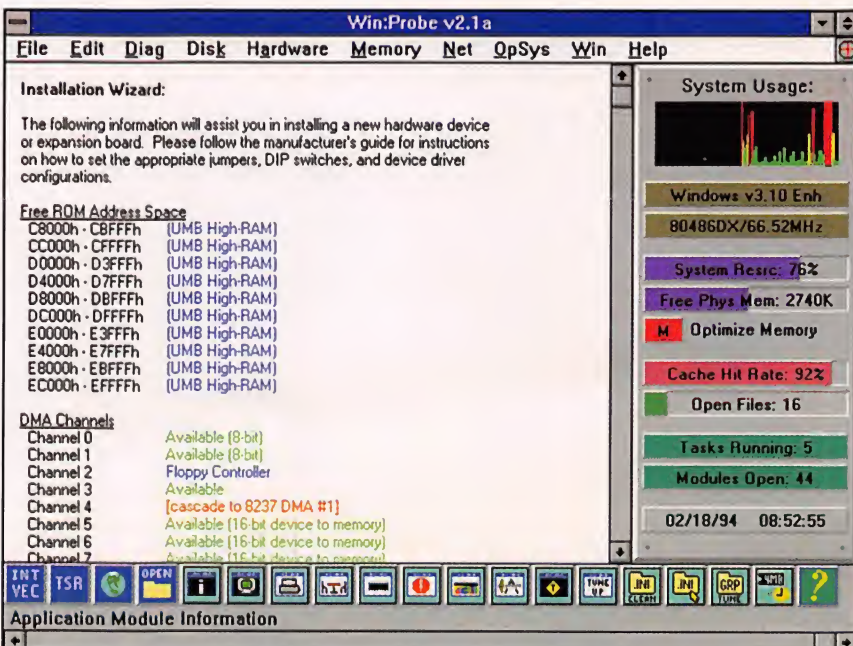 Win:Probe v2.1a
File Edit Diag Disk Hardware Memory Net OpSys Win Help
Installation Wizard:
The following information will assist you in installing a new hardware device
or expansion board. Please follow the manufacturer's guide for instructions
on how to set the appropriate jumpers, DIP switches, and device driver
configurations.
Free ROM Address Space
C8000h - CBFFFh (UMB High-RAM)
CC000h - CFFFFh (UMB High-RAM)
D0000h - D3FFFh (UMB High-RAM)
D4000h - D7FFFh (UMB High-RAM)
D8000h - DBFFFh (UMB High-RAM)
DC000h - DFFFFh (UMB High-RAM)
E0000h - E3FFFh (UMB High-RAM)
E4000h - E7FFFh (UMB High-RAM)
E8000h - EBFFFh (UMB High-RAM)
EC000h - EFFFFh (UMB High-RAM)
DMA Channels
Channel 0 Available (8-bit)
Channel 1 Available (8-bit)
Channel 2 Floppy Controller
Channel 3 Available
Channel 4 [cascade to 8237 DMA #1]
Channel 5 Available [16-bit device to memory]
Channel 6 Available [16-bit device to memory]
Channel 7 Available [16-bit device to memory]
System Usage:
Windows v3.10 Enh
80486DX/66.52MHz
System Resrc: 76%
Free Phys Mem: 2740K
M Optimize Memory
Cache Hit Rate: 92%
Open Files: 16
Tasks Running: 5
Modules Open: 44
02/18/94 08:52:55
INT VEC
TSR
OPEN
TUNE UP
.INI CLEAN
.INI
GRP TUNE
?
Application Module Information